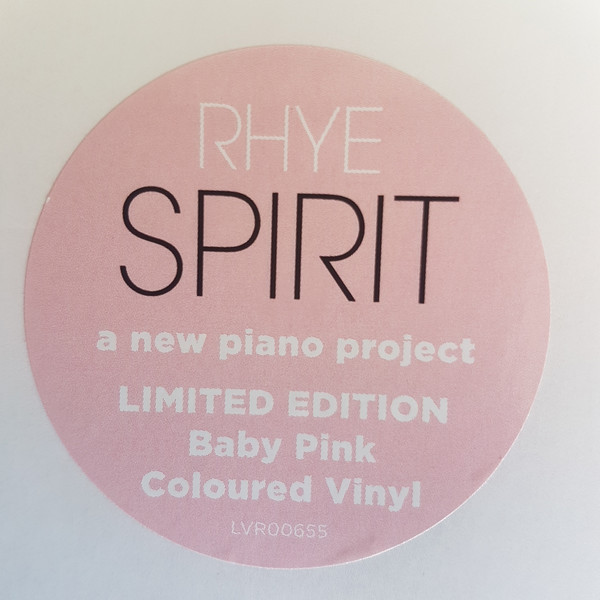 RHYE
SPIRIT
a new piano project
LIMITED EDITION
Baby Pink
Coloured Vinyl
LVR00655